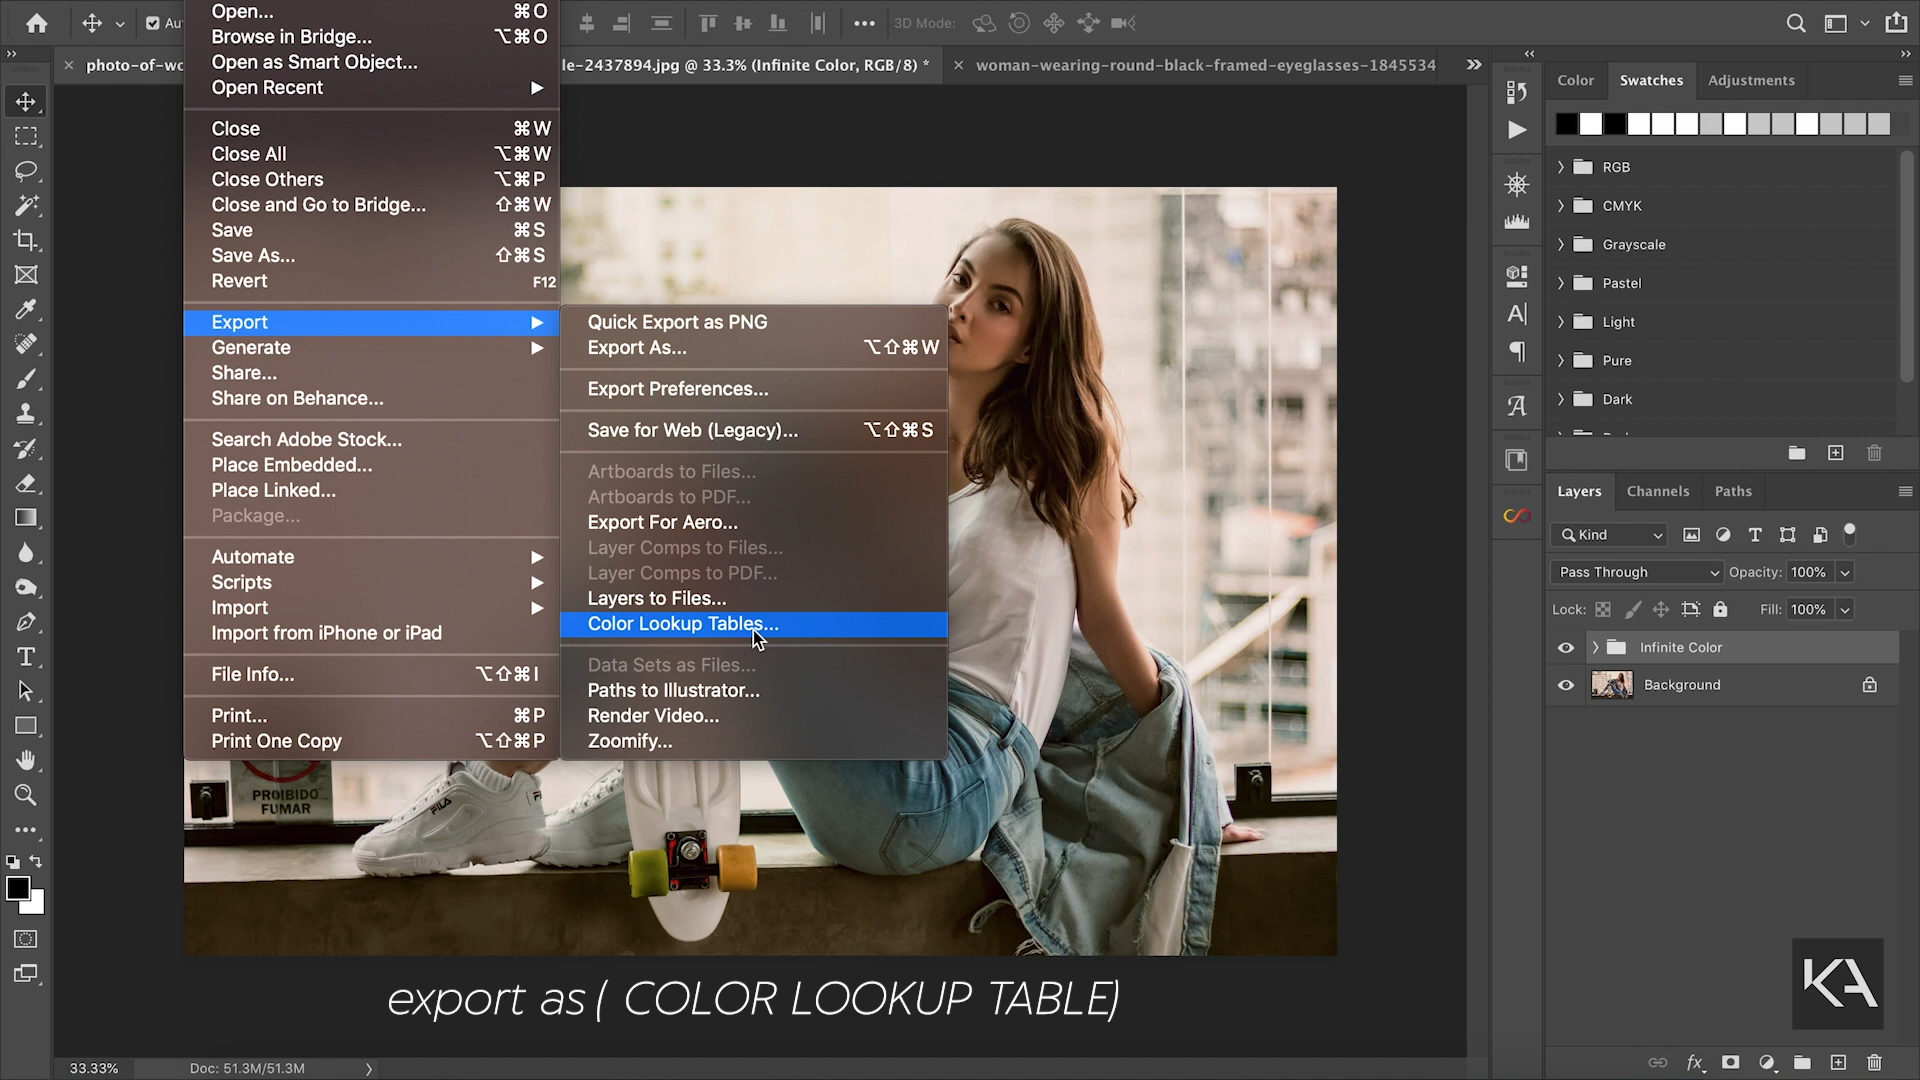 Open... ⌘O
Browse in Bridge... ⌥⌘O
Open as Smart Object...
Open Recent
Close ⌘W
Close All ⌥⌘W
Close Others ⌥⌘P
Close and Go to Bridge... ⇧⌘W
Save ⌘S
Save As... ⇧⌘S
Revert F12
Export
Generate
Share...
Share on Behance...
Search Adobe Stock...
Place Embedded...
Place Linked...
Package...
Automate
Scripts
Import
Import from iPhone or iPad
File Info... ⌥⇧⌘I
Print... ⌘P
Print One Copy ⌥⇧⌘P
Quick Export as PNG
Export As... ⌥⇧⌘W
Export Preferences...
Save for Web (Legacy)... ⌥⇧⌘S
Artboards to Files...
Artboards to PDF...
Export For Aero...
Layer Comps to Files...
Layer Comps to PDF...
Layers to Files...
Color Lookup Tables...
Data Sets as Files...
Paths to Illustrator...
Render Video...
Zoomify...
3D Mode:
le-2437894.jpg @ 33.3% (Infinite Color, RGB/8) *
woman-wearing-round-black-framed-eyeglasses-1845534
Color Swatches Adjustments
RGB
CMYK
Grayscale
Pastel
Light
Pure
Dark
Layers Channels Paths
Kind
Pass Through Opacity: 100%
Lock: Fill: 100%
Infinite Color
Background
PROIBIDO
FUMAR
FILA
export as ( COLOR LOOKUP TABLE)
KA
33.33% Doc: 51.3M/51.3M